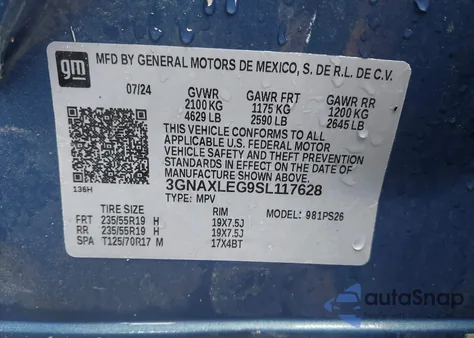 gm
MFD BY GENERAL MOTORS DE MEXICO, S. DE R.L. DE C.V.
07/24 GVWR GAWR FRT GAWR RR
2100 KG 1175 KG 1200 KG
4629 LB 2590 LB 2645 LB
THIS VEHICLE CONFORMS TO ALL
APPLICABLE U.S. FEDERAL MOTOR
VEHICLE SAFETY AND THEFT PREVENTION
STANDARDS IN EFFECT ON THE DATE OF
MANUFACTURE SHOWN ABOVE.
136H 3GNAXLEG9SL117628
TYPE: MPV MODEL: 981PS26
TIRE SIZE RIM
FRT 235/55R19 H 19X7.5J
RR 235/55R19 H 19X7.5J
SPA T125/70R17 M 17X4BT
autoSnap